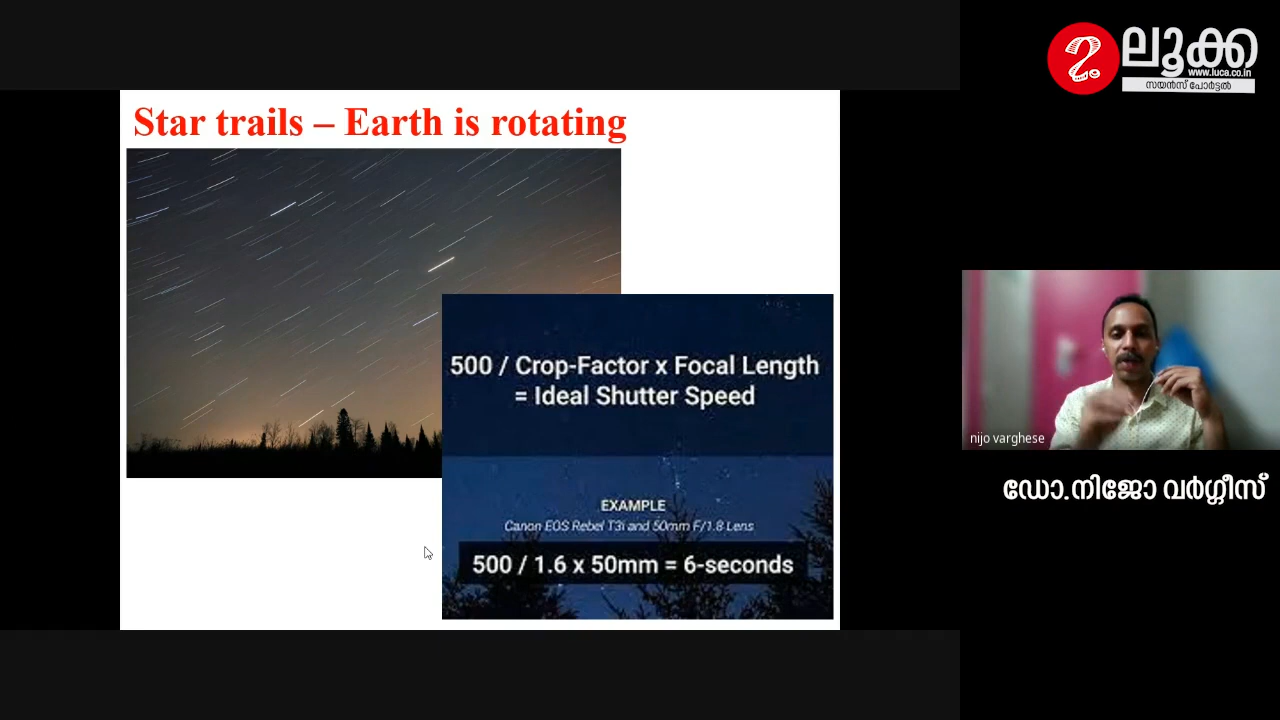 ലൂക്ക
www.luca.co.in
സയൻസ് പോർട്ടൽ
Star trails – Earth is rotating
500 / Crop-Factor x Focal Length
= Ideal Shutter Speed
EXAMPLE
Canon EOS Rebel T3i and 50mm F/1.8 Lens
500 / 1.6 x 50mm = 6-seconds
nijo varghese
ഡോ.നിജോ വർഗ്ഗീസ്